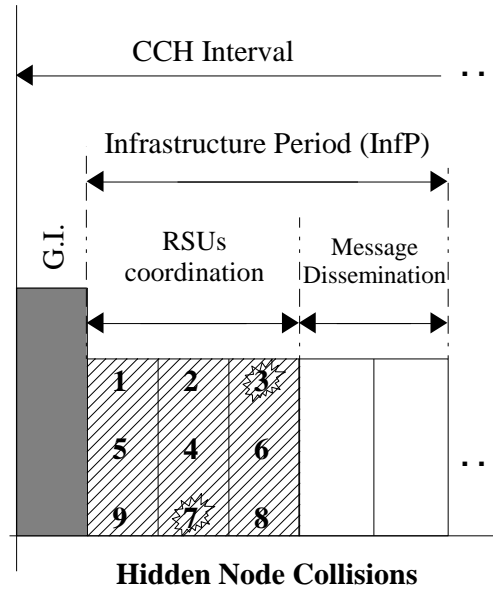 CCH Interval
. .
Infrastructure Period (InfP)
G.I.
RSUs
coordination
Message
Dissemination
1 2 3
5 4 6
9 7 8
. .
Hidden Node Collisions